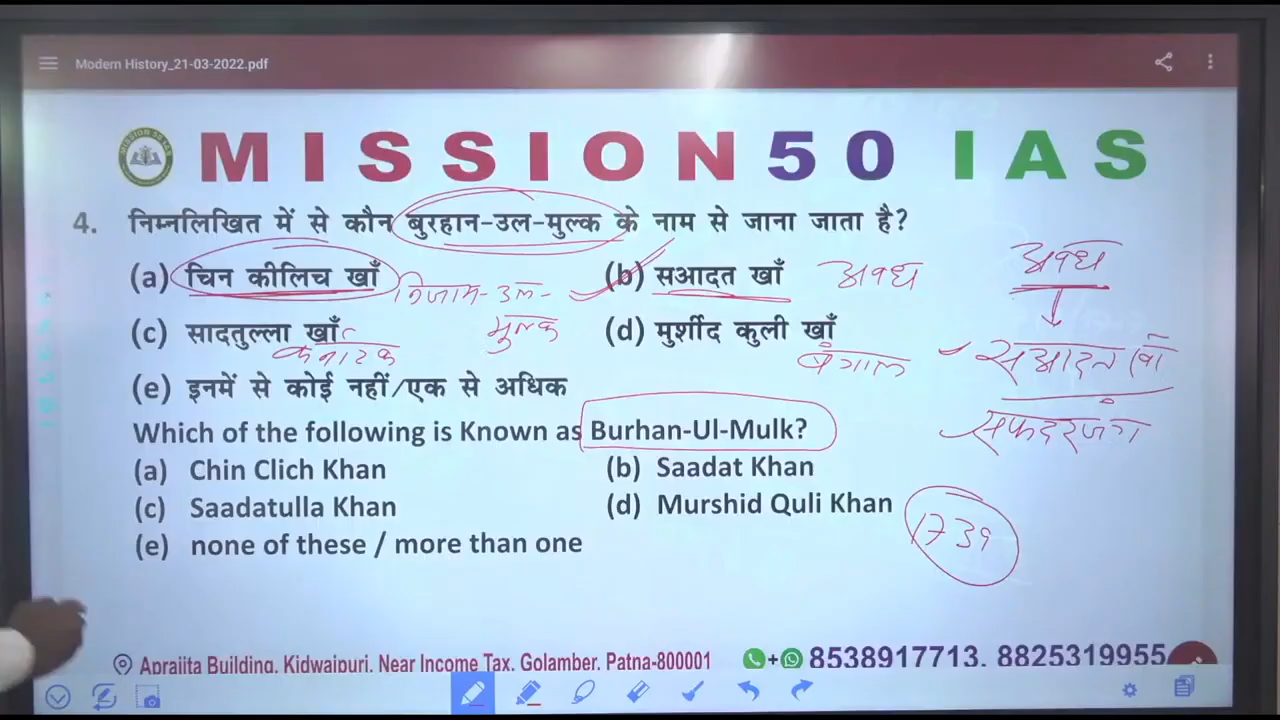 Modern History_21-03-2022.pdf
MISSION 50 IAS
4. निम्नलिखित में से कौन बुरहान-उल-मुल्क के नाम से जाना जाता है?
(a) चिन कीलिच खाँ
निजाम-उल-
मुल्क
(b) सआदत खाँ
अवध
(c) सादतुल्ला खाँ
कर्नाटक
(d) मुर्शीद कुली खाँ
बंगाल
(e) इनमें से कोई नहीं/एक से अधिक
अवध
सआदत खाँ
सफदरजंग
1739
Which of the following is Known as Burhan-Ul-Mulk?
(a) Chin Clich Khan
(b) Saadat Khan
(c) Saadatulla Khan
(d) Murshid Quli Khan
(e) none of these / more than one
Aprajita Building, Kidwaipuri, Near Income Tax, Golamber, Patna-800001
+ 8538917713, 8825319955